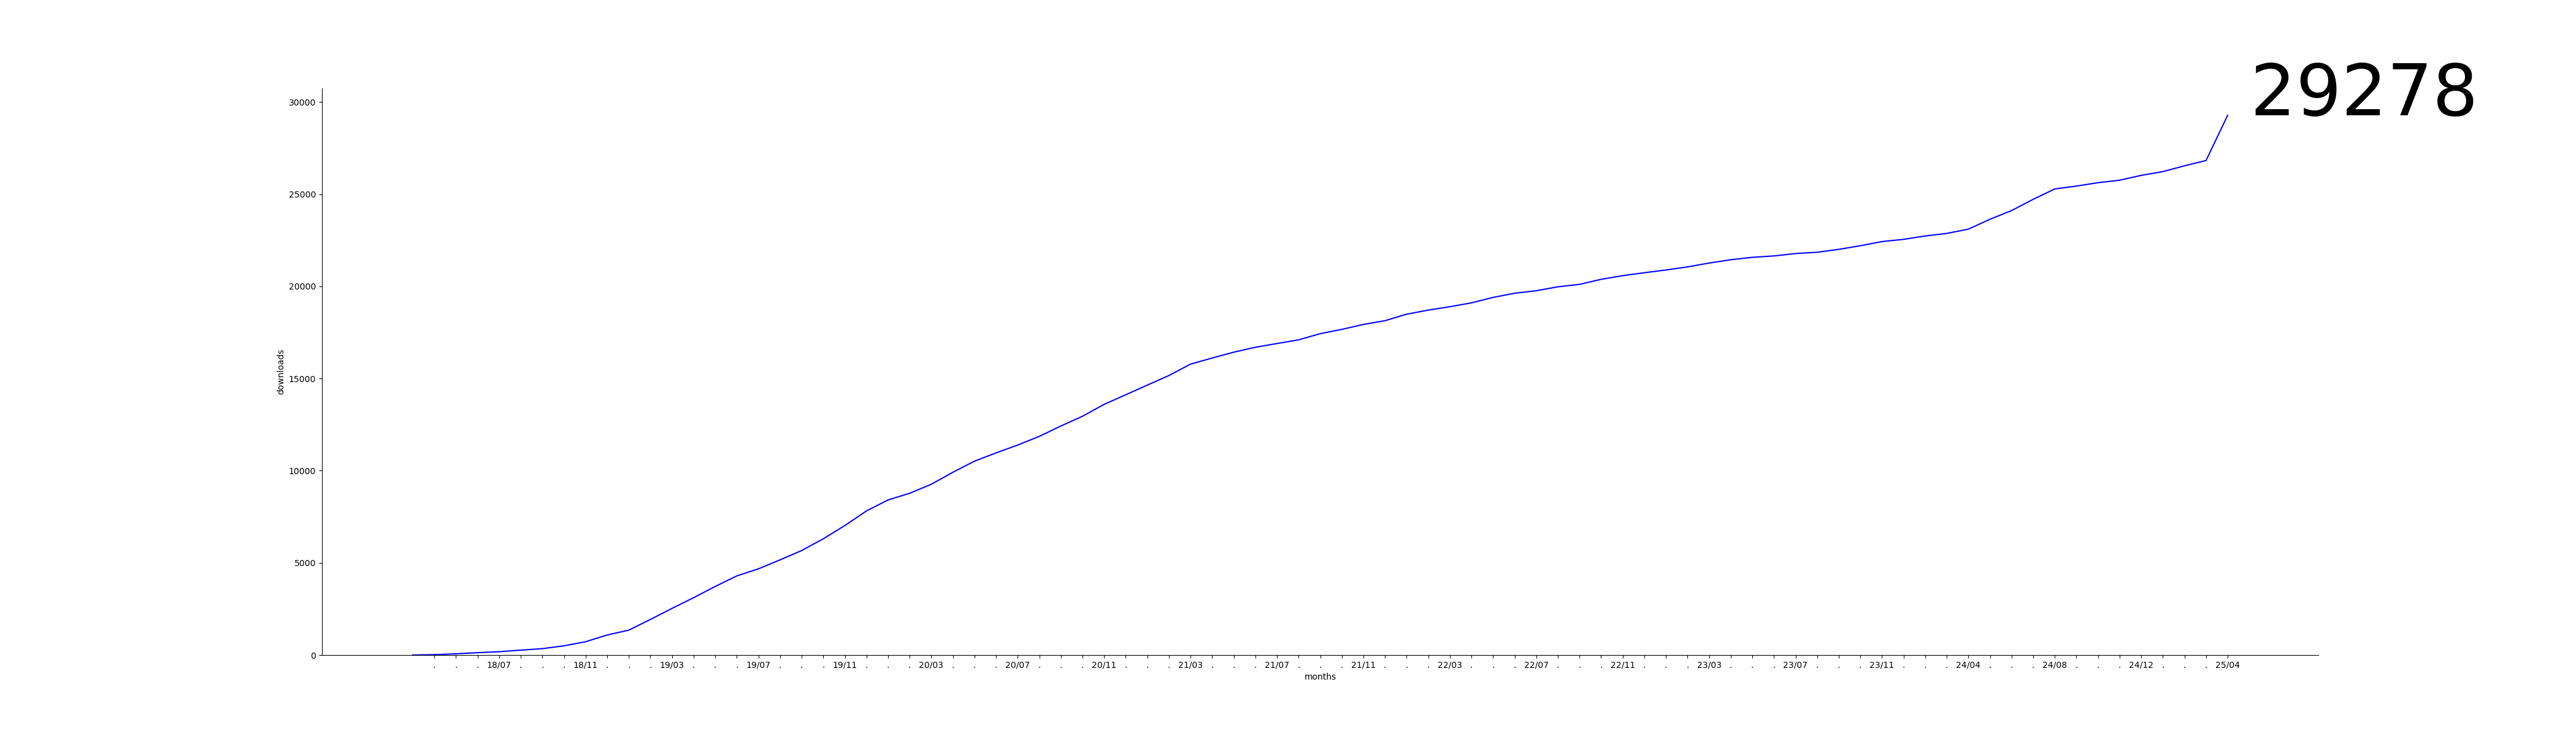 29278
30000
25000
20000
15000
10000
5000
0
downloads
. . . 18/07 . . . 18/11 . . . 19/03 . . . 19/07 . . . 19/11 . . . 20/03 . . . 20/07 . . . 20/11 . . . 21/03 . . . 21/07 . . . 21/11 . . . 22/03 . . . 22/07 . . . 22/11 . . . 23/03 . . . 23/07 . . . 23/11 . . . 24/04 . . . 24/08 . . . 24/12 . . . 25/04
months